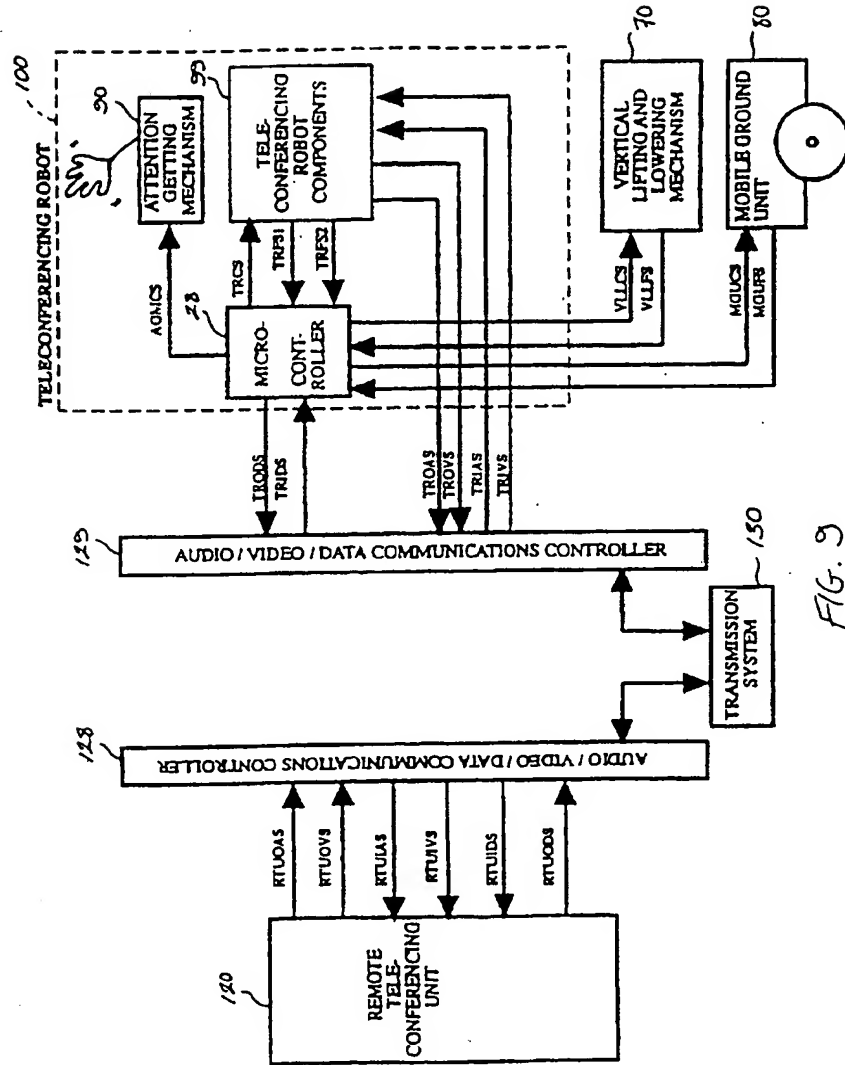 TELECONFERENCING ROBOT
100
90
ATTENTION
GETTING
MECHANISM
99
TELE-
CONFERENCING
ROBOT
COMPONENTS
AGMCS
TRCS
TRFS1
TRFS2
28
MICRO-
CONT-
ROLLER
70
VERTICAL
LIFTING AND
LOWERING
MECHANISM
80
MOBILE GROUND
UNIT
VLLCS
VLLFS
MGUCS
MGUFS
TRODS
TRIDS
TROAS
TROVS
TRIAS
TRIVS
129
AUDIO / VIDEO / DATA COMMUNICATIONS CONTROLLER
130
TRANSMISSION
SYSTEM
128
AUDIO / VIDEO / DATA COMMUNICATIONS CONTROLLER
RTUOAS
RTUOVS
RTUIAS
RTUIVS
RTUIDS
RTUODS
120
REMOTE
TELE-
CONFERENCING
UNIT
FIG. 9